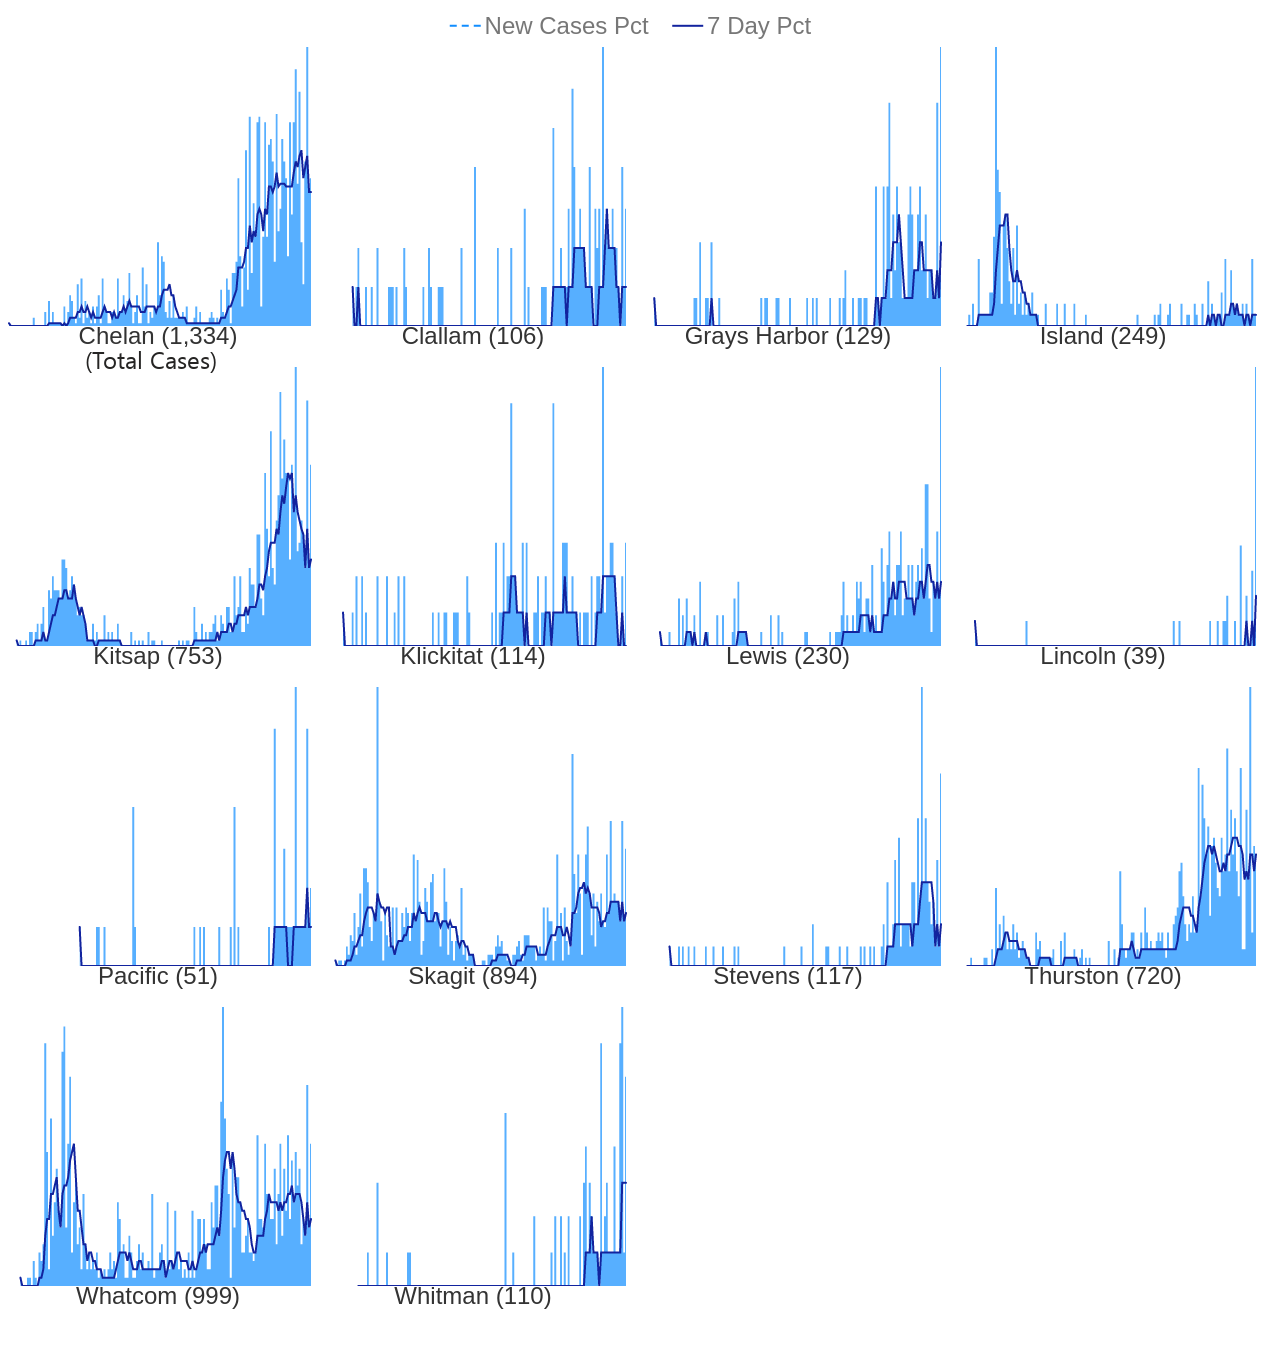 New Cases Pct 7 Day Pct
Chelan (1,334) Clallam (106) Grays Harbor (129) Island (249)
(Total Cases)
Kitsap (753) Klickitat (114) Lewis (230) Lincoln (39)
Pacific (51) Skagit (894) Stevens (117) Thurston (720)
Whatcom (999) Whitman (110)